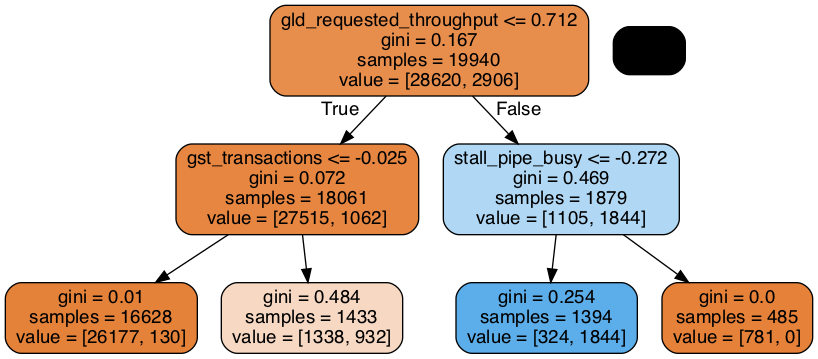 gld_requested_throughput <= 0.712
gini = 0.167
samples = 19940
value = [28620, 2906]
True
False
gst_transactions <= -0.025
gini = 0.072
samples = 18061
value = [27515, 1062]
stall_pipe_busy <= -0.272
gini = 0.469
samples = 1879
value = [1105, 1844]
gini = 0.01
samples = 16628
value = [26177, 130]
gini = 0.484
samples = 1433
value = [1338, 932]
gini = 0.254
samples = 1394
value = [324, 1844]
gini = 0.0
samples = 485
value = [781, 0]